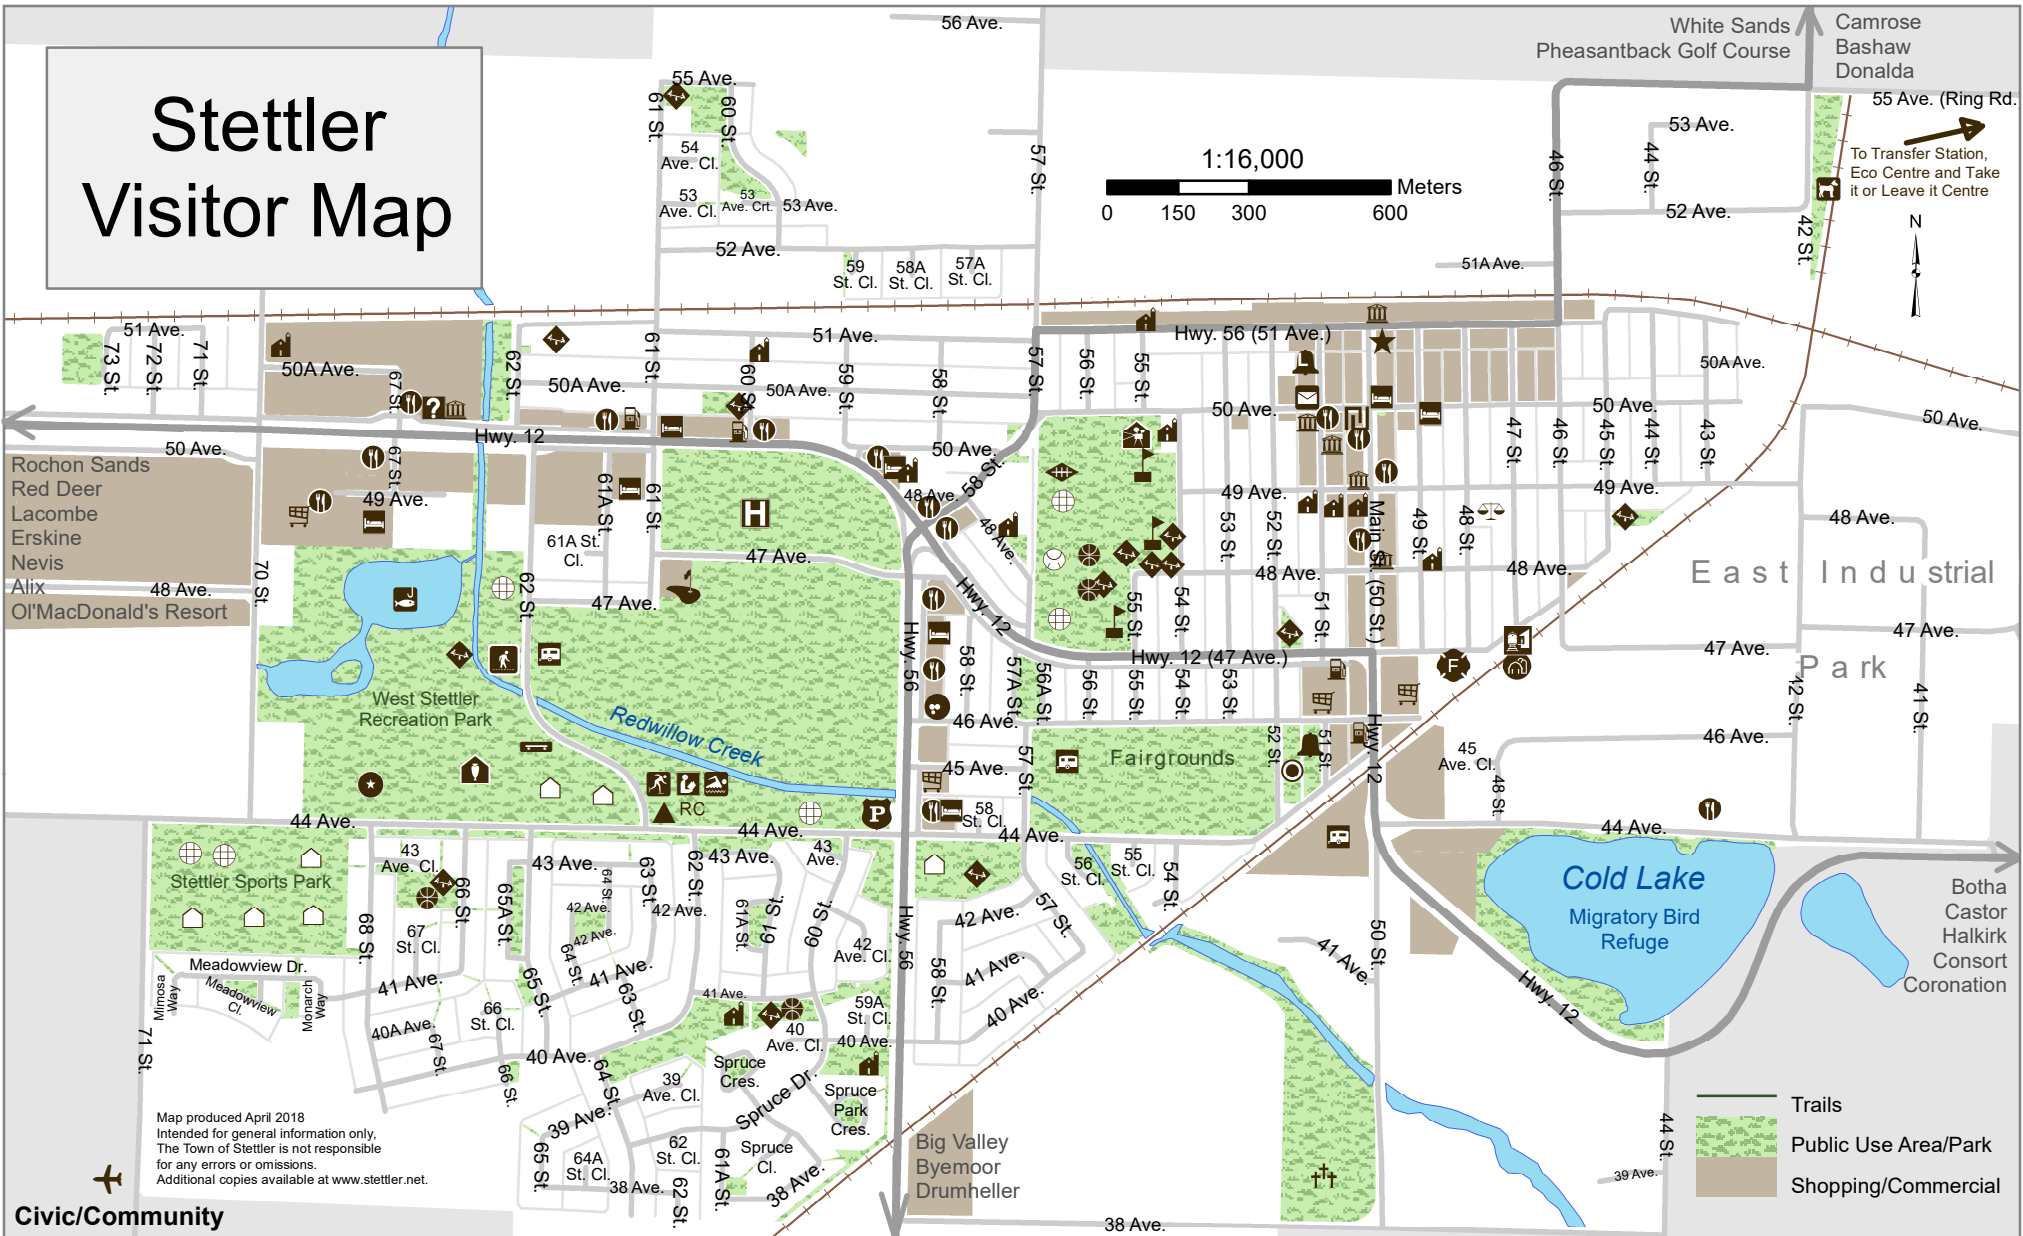 Stettler
Visitor Map
56 Ave.
White Sands
Pheasantback Golf Course
Camrose
Bashaw
Donalda
55 Ave. (Ring Rd.
To Transfer Station,
Eco Centre and Take
it or Leave it Centre
N
1:16,000
Meters
0 150 300 600
55 Ave.
61 St.
60 St.
54
Ave. Cl.
53
Ave. Cl.
53
Ave. Crt.
53 Ave.
52 Ave.
57 St.
59
St. Cl.
58A
St. Cl.
57A
St. Cl.
46 St.
44 St.
53 Ave.
52 Ave.
42 St.
51A Ave.
51 Ave.
73 St.
72 St.
71 St.
50A Ave.
67 St.
62 St.
61 St.
50A Ave.
60 St.
50A Ave.
51 Ave.
59 St.
58 St.
57 St.
56 St.
55 St.
Hwy. 56 (51 Ave.)
50A Ave.
50 Ave.
50 Ave.
50 Ave.
Hwy. 12
50 Ave.
50 Ave.
Rochon Sands
Red Deer
Lacombe
Erskine
Nevis
Alix
Ol'MacDonald's Resort
48 Ave.
70 St.
67 St.
49 Ave.
?
61A St.
61 St.
61A St.
Cl.
H
47 Ave.
47 Ave.
62 St.
48 Ave.
58 St.
48 Ave.
Hwy. 12
Hwy. 56
49 Ave.
53 St.
52 St.
48 Ave.
55 St.
54 St.
51 St.
Main St. (50 St.)
49 St.
48 St.
47 St.
46 St.
45 St.
44 St.
43 St.
49 Ave.
48 Ave.
48 Ave.
East Industrial
Park
47 Ave.
47 Ave.
42 St.
41 St.
46 Ave.
Hwy. 12 (47 Ave.)
F
58 St.
57A St.
56A St.
56 St.
55 St.
54 St.
53 St.
46 Ave.
52 St.
51 St.
Hwy. 12
45
Ave. Cl.
48 St.
West Stettler
Recreation Park
Redwillow Creek
RC
P
45 Ave.
57 St.
58
St. Cl.
Fairgrounds
44 Ave.
44 Ave.
44 Ave.
44 Ave.
Stettler Sports Park
43
Ave. Cl.
66 St.
67
St. Cl.
68 St.
65A St.
43 Ave.
64 St.
63 St.
62 St.
43 Ave.
43
Ave.
42 Ave.
42 Ave.
42 Ave.
61A St.
61 St.
60 St.
42
Ave. Cl.
Hwy. 56
56
St. Cl.
55
St. Cl.
54 St.
57 St.
42 Ave.
41 Ave.
40 Ave.
58 St.
Cold Lake
Migratory Bird
Refuge
41 Ave.
50 St.
Hwy. 12
Botha
Castor
Halkirk
Consort
Coronation
Meadowview Dr.
Meadowview
Cl.
Mimosa
Way
Monarch
Way
41 Ave.
40A Ave.
67 St.
66
St. Cl.
66 St.
65 St.
64 St.
41 Ave.
63 St.
41 Ave.
40 Ave.
64 St.
40
Ave. Cl.
59A
St. Cl.
40 Ave.
39
Ave. Cl.
39 Ave.
Spruce
Cres.
Spruce Dr.
Spruce
Park
Cres.
Spruce
Cl.
62
St. Cl.
64A
St. Cl.
65 St.
38 Ave.
62 St.
61A St.
38 Ave.
71 St.
Map produced April 2018
Intended for general information only,
The Town of Stettler is not responsible
for any errors or omissions.
Additional copies available at www.stettler.net.
Civic/Community
Big Valley
Byemoor
Drumheller
38 Ave.
44 St.
39 Ave.
Trails
Public Use Area/Park
Shopping/Commercial